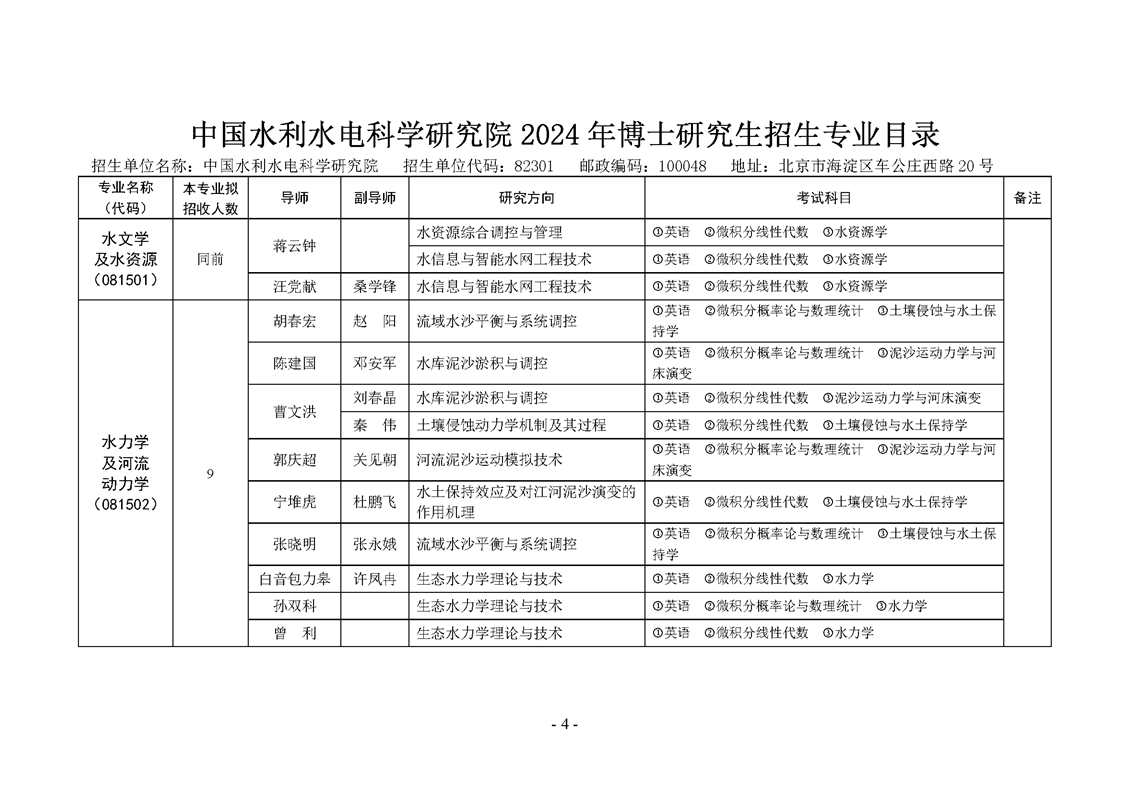 中国水利水电科学研究院 2024 年博士研究生招生专业目录
招生单位名称：中国水利水电科学研究院 招生单位代码：82301 邮政编码：100048 地址：北京市海淀区车公庄西路 20 号
专业名称
（代码）
本专业拟
招收人数
导师
副导师
研究方向
考试科目
备注
水文学
及水资源
（081501）
同前
蒋云钟
水资源综合调控与管理
①英语 ②微积分线性代数 ③水资源学
水信息与智能水网工程技术
①英语 ②微积分线性代数 ③水资源学
汪党献
桑学锋
水信息与智能水网工程技术
①英语 ②微积分线性代数 ③水资源学
水力学
及河流
动力学
（081502）
9
胡春宏
赵 阳
流域水沙平衡与系统调控
①英语 ②微积分概率论与数理统计 ③土壤侵蚀与水土保
持学
陈建国
邓安军
水库泥沙淤积与调控
①英语 ②微积分概率论与数理统计 ③泥沙运动力学与河
床演变
曹文洪
刘春晶
水库泥沙淤积与调控
①英语 ②微积分线性代数 ③泥沙运动力学与河床演变
秦 伟
土壤侵蚀动力学机制及其过程
①英语 ②微积分线性代数 ③土壤侵蚀与水土保持学
郭庆超
关见朝
河流泥沙运动模拟技术
①英语 ②微积分概率论与数理统计 ③泥沙运动力学与河
床演变
宁堆虎
杜鹏飞
水土保持效应及对江河泥沙演变的
作用机理
①英语 ②微积分线性代数 ③土壤侵蚀与水土保持学
张晓明
张永娥
流域水沙平衡与系统调控
①英语 ②微积分概率论与数理统计 ③土壤侵蚀与水土保
持学
白音包力皋
许凤冉
生态水力学理论与技术
①英语 ②微积分线性代数 ③水力学
孙双科
生态水力学理论与技术
①英语 ②微积分概率论与数理统计 ③水力学
曾 利
生态水力学理论与技术
①英语 ②微积分线性代数 ③水力学
- 4 -